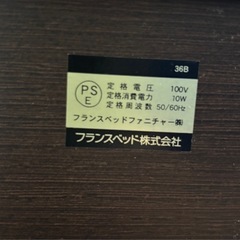 36B
PS
E
定格電圧 100V
定格消費電力 10W
定格周波数 50/60Hz
フランスベッドファニチャー㈱
フランスベッド株式会社